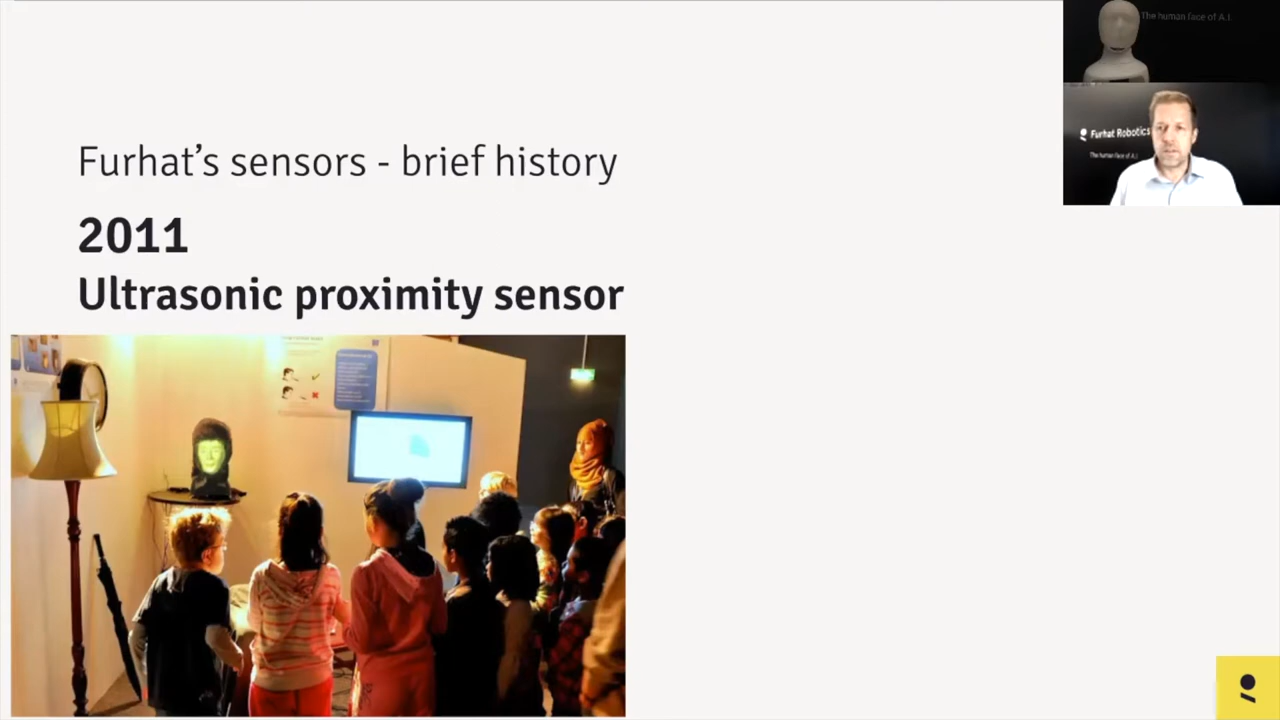 Furhat's sensors - brief history
2011
Ultrasonic proximity sensor
The human face of A.I.
Furhat Robotics
The human face of A.I.